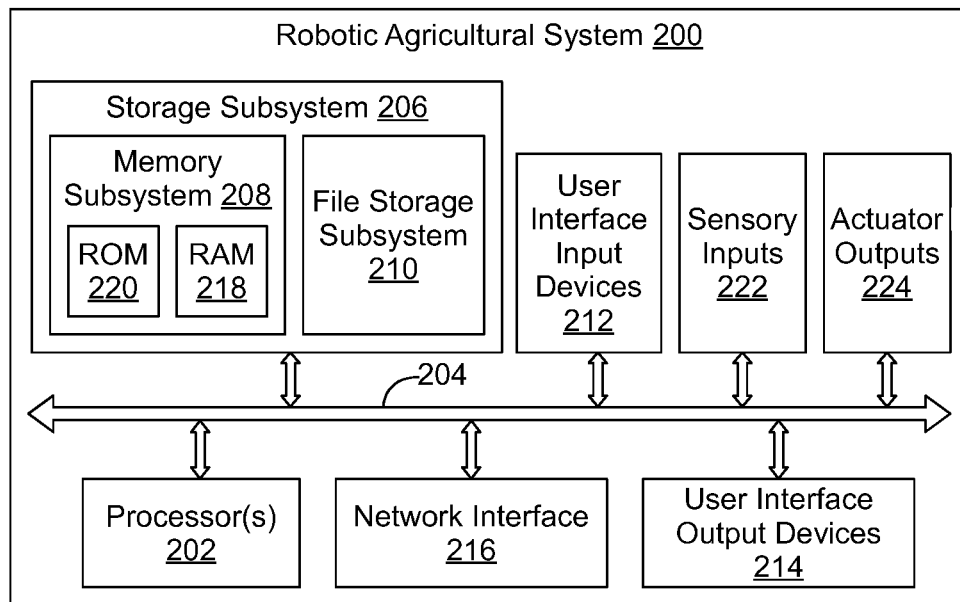 Robotic Agricultural System 200
Storage Subsystem 206
Memory
Subsystem 208
ROM
220
RAM
218
File Storage
Subsystem
210
User
Interface
Input
Devices
212
Sensory
Inputs
222
Actuator
Outputs
224
204
Processor(s)
202
Network Interface
216
User Interface
Output Devices
214